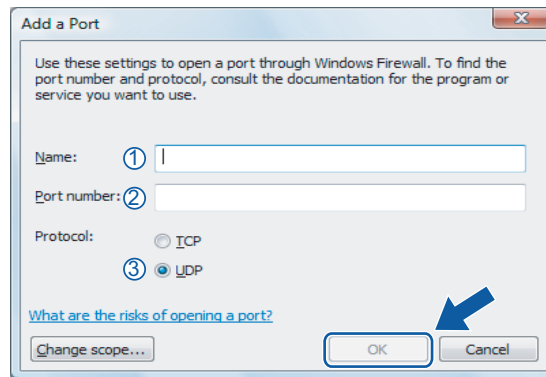 Add a Port
Use these settings to open a port through Windows Firewall. To find the
port number and protocol, consult the documentation for the program or
service you want to use.
Name: ①
Port number: ②
Protocol:
TCP
③ UDP
What are the risks of opening a port?
Change scope...
OK
Cancel